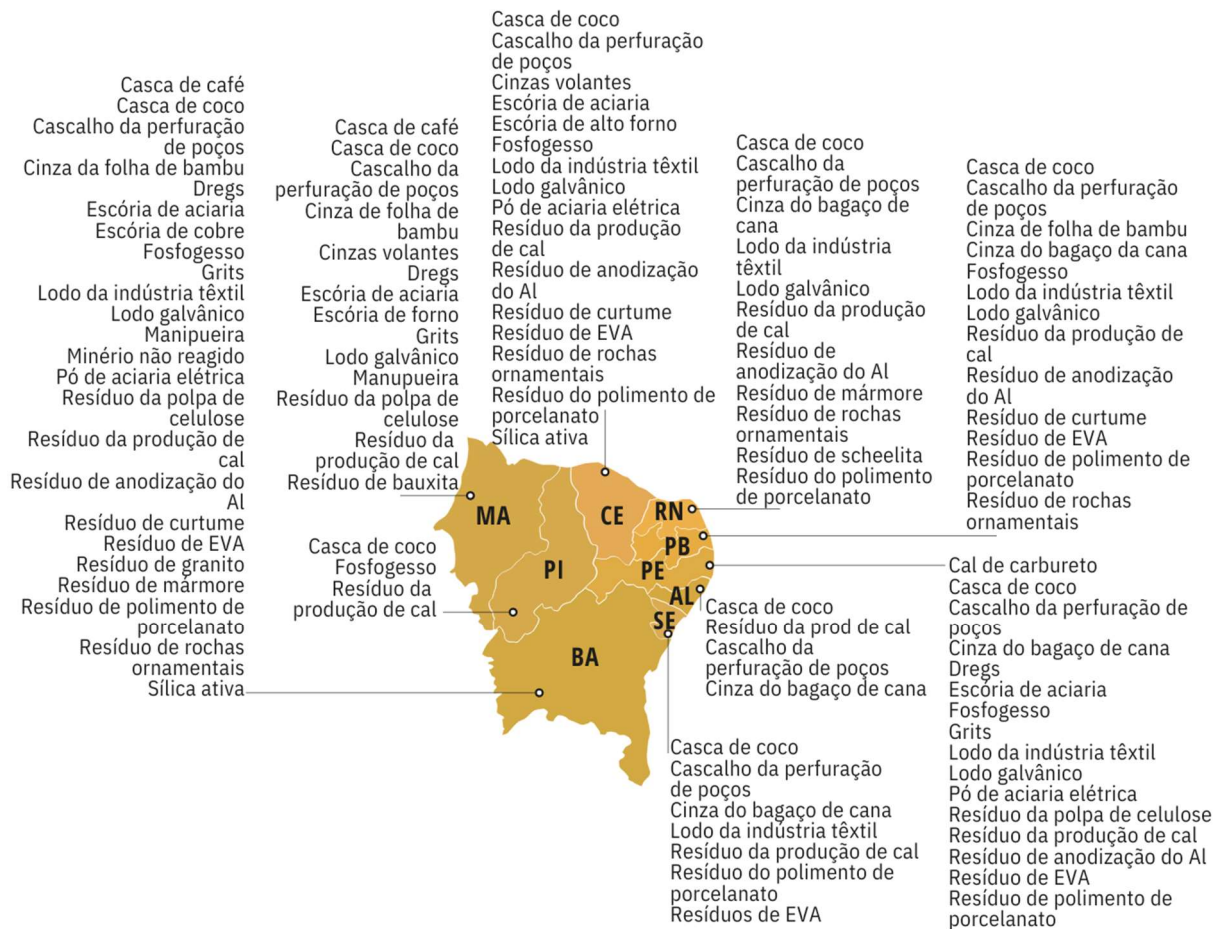 Casca de café
Casca de coco
Cascalho da perfuração
de poços
Cinza da folha de bambu
Dregs
Escória de aciaria
Escória de cobre
Fosfogesso
Grits
Lodo da indústria têxtil
Lodo galvânico
Manipueira
Minério não reagido
Pó de aciaria elétrica
Resíduo da polpa de
celulose
Resíduo da produção de
cal
Resíduo de anodização do
Al
Resíduo de curtume
Resíduo de EVA
Resíduo de granito
Resíduo de mármore
Resíduo de polimento de
porcelanato
Resíduo de rochas
ornamentais
Sílica ativa
Casca de café
Casca de coco
Cascalho da
perfuração de poços
Cinza de folha de
bambu
Cinzas volantes
Dregs
Escória de aciaria
Escória de forno
Grits
Lodo galvânico
Manupueira
Resíduo da polpa de
celulose
Resíduo da
produção de cal
Resíduo de bauxita
Casca de coco
Fosfogesso
Resíduo da
produção de cal
Casca de coco
Cascalho da perfuração
de poços
Cinzas volantes
Escória de aciaria
Escória de alto forno
Fosfogesso
Lodo da indústria têxtil
Lodo galvânico
Pó de aciaria elétrica
Resíduo da produção
de cal
Resíduo de anodização
do Al
Resíduo de curtume
Resíduo de EVA
Resíduo de rochas
ornamentais
Resíduo do polimento de
porcelanato
Sílica ativa
Casca de coco
Cascalho da
perfuração de poços
Cinza do bagaço de
cana
Lodo da indústria
têxtil
Lodo galvânico
Resíduo da produção
de cal
Resíduo de
anodização do Al
Resíduo de mármore
Resíduo de rochas
ornamentais
Resíduo de scheelita
Resíduo do polimento
de porcelanato
Casca de coco
Cascalho da perfuração
de poços
Cinza de folha de bambu
Cinza do bagaço da cana
Fosfogesso
Lodo da indústria têxtil
Lodo galvânico
Resíduo da produção de
cal
Resíduo de anodização
do Al
Resíduo de curtume
Resíduo de EVA
Resíduo de polimento de
porcelanato
Resíduo de rochas
ornamentais
MA
PI
CE
RN
PB
PE
AL
SE
BA
Casca de coco
Resíduo da prod de cal
Cascalho da
perfuração de poços
Cinza do bagaço de cana
Casca de coco
Cascalho da perfuração
de poços
Cinza do bagaço de cana
Lodo da indústria têxtil
Resíduo da produção de cal
Resíduo do polimento de
porcelanato
Resíduos de EVA
Cal de carbureto
Casca de coco
Cascalho da perfuração de
poços
Cinza do bagaço de cana
Dregs
Escória de aciaria
Fosfogesso
Grits
Lodo da indústria têxtil
Lodo galvânico
Pó de aciaria elétrica
Resíduo da polpa de celulose
Resíduo da produção de cal
Resíduo de anodização do Al
Resíduo de EVA
Resíduo de polimento de
porcelanato